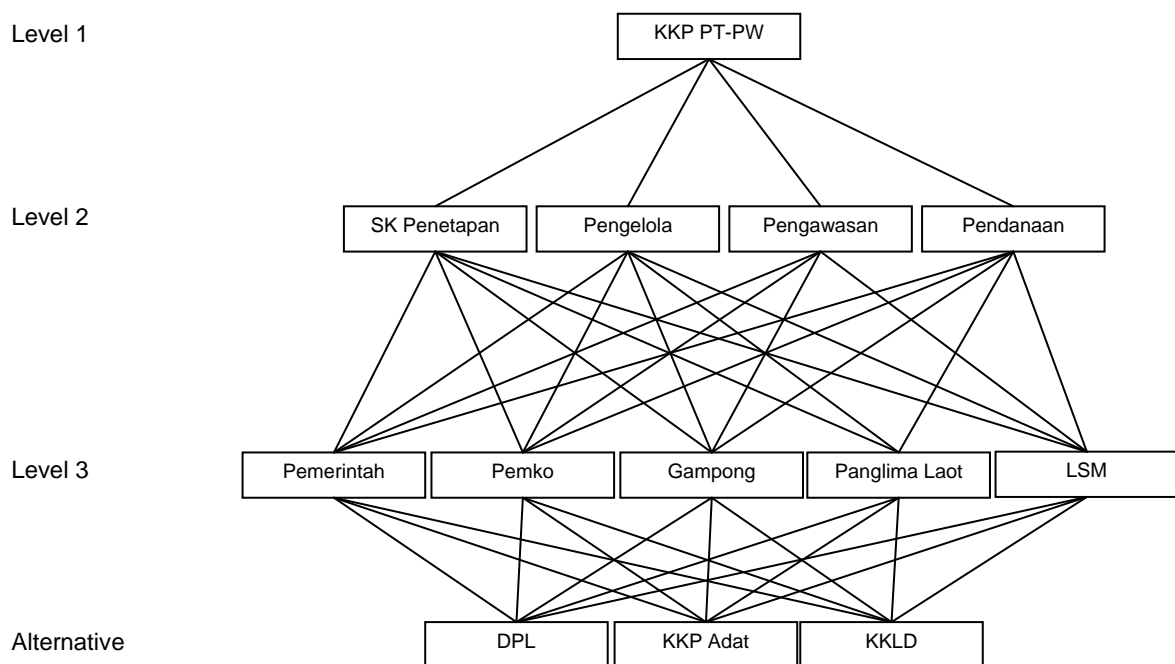 Level 1 KKP PT-PW
Level 2 SK Penetapan Pengelola Pengawasan Pendanaan
Level 3 Pemerintah Pemko Gampong Panglima Laot LSM
Alternative DPL KKP Adat KKLD